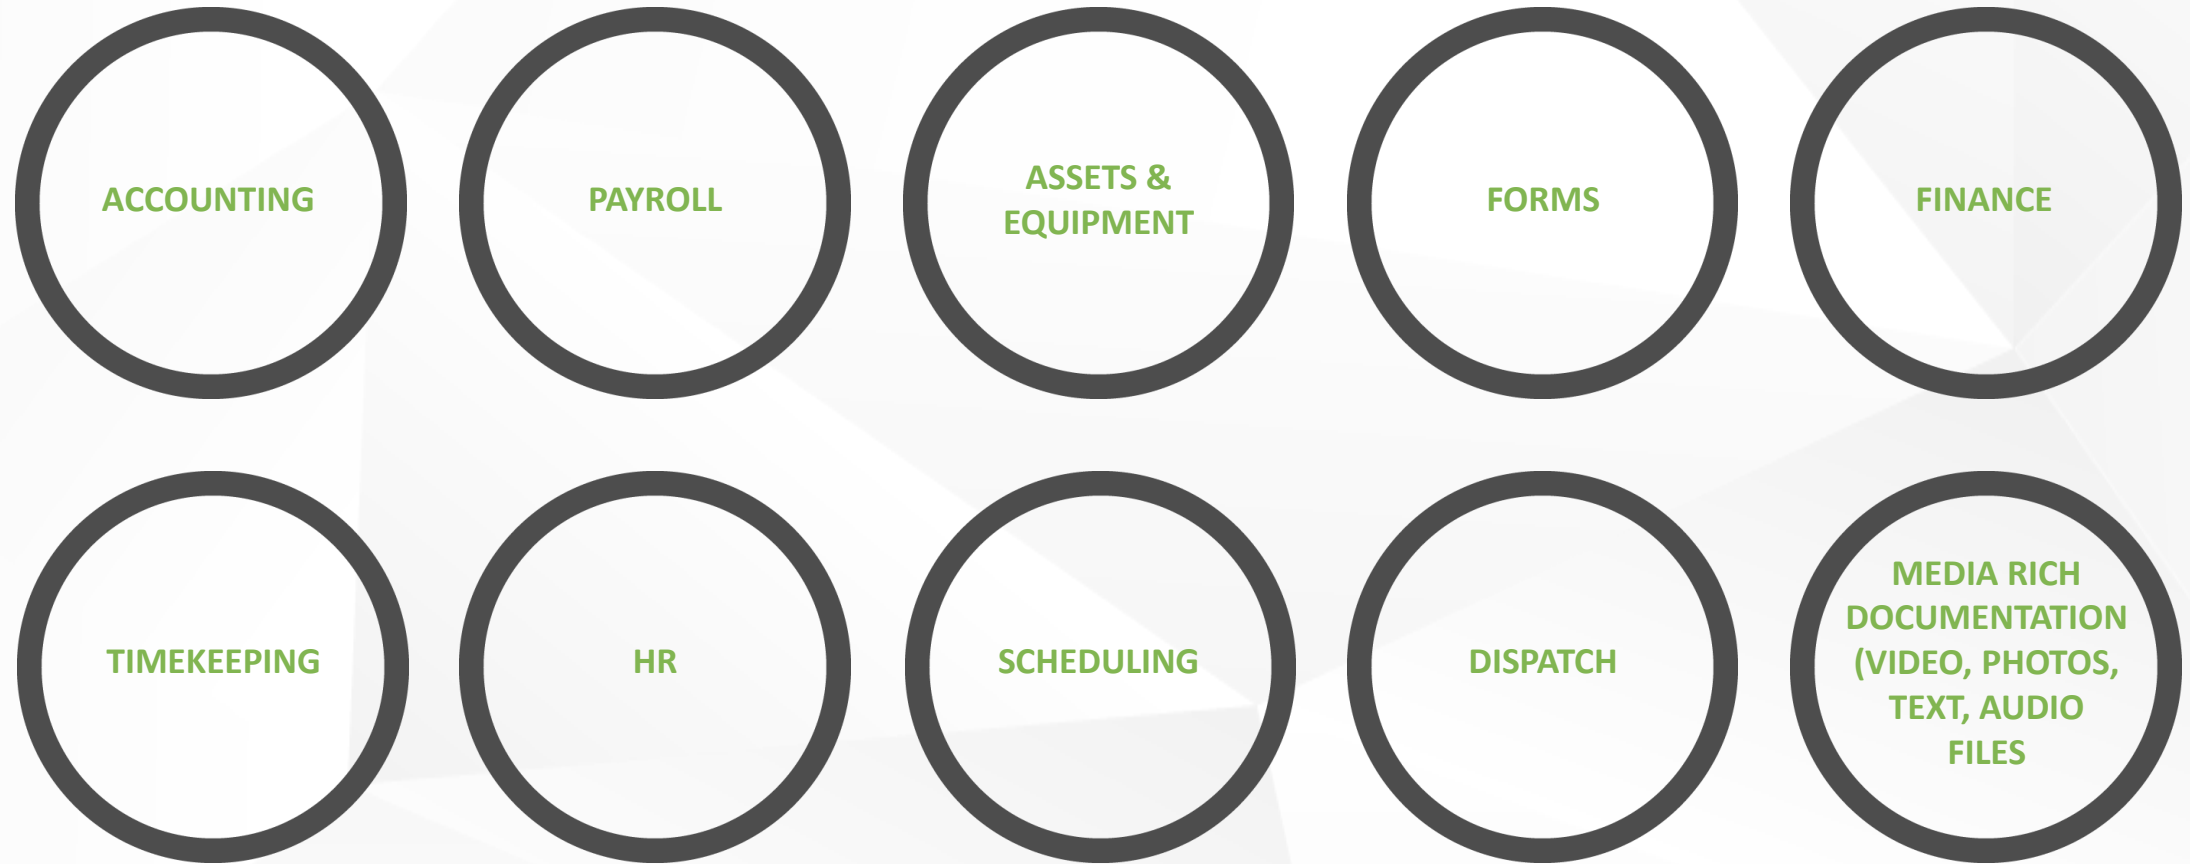 ACCOUNTING
PAYROLL
ASSETS &
EQUIPMENT
FORMS
FINANCE
TIMEKEEPING
HR
SCHEDULING
DISPATCH
MEDIA RICH
DOCUMENTATION
(VIDEO, PHOTOS,
TEXT, AUDIO
FILES